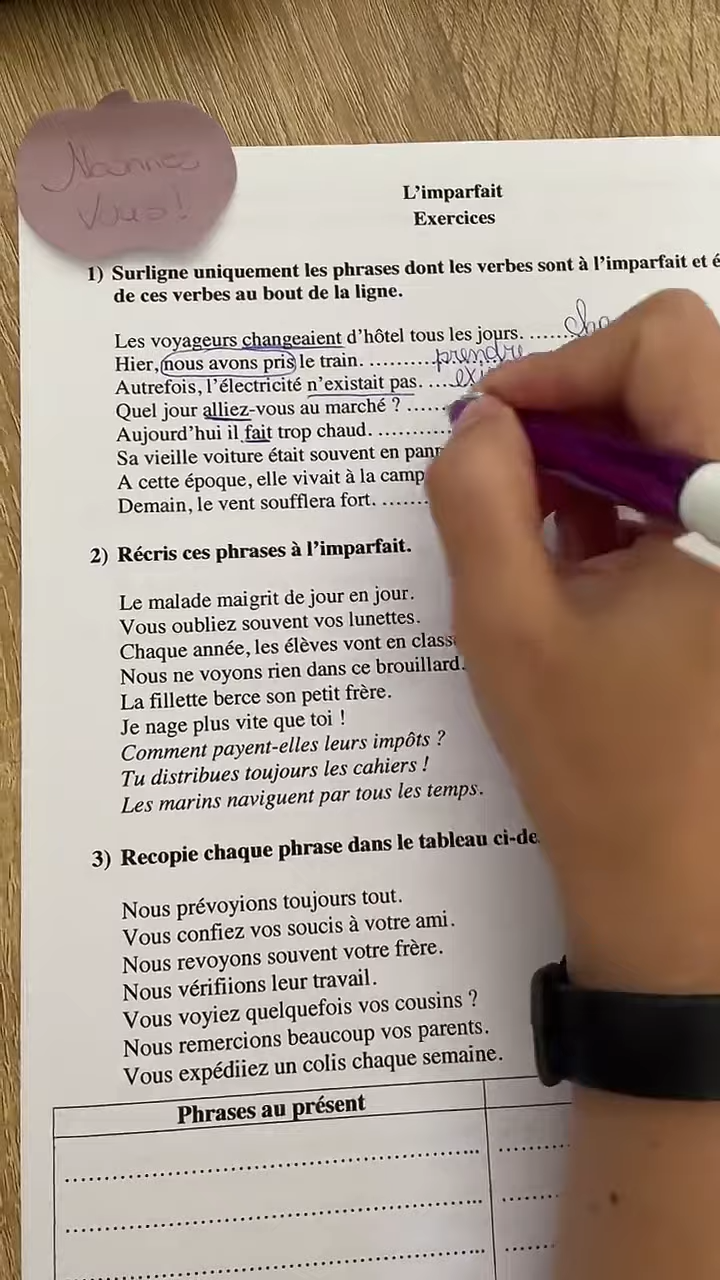 Abonnez
Vous!
L'imparfait
Exercices
1) Surligne uniquement les phrases dont les verbes sont à l'imparfait et é
de ces verbes au bout de la ligne.
Les voyageurs changeaient d'hôtel tous les jours. ...... cha
Hier, nous avons pris le train. .......... prendre
Autrefois, l'électricité n'existait pas. .... exi
Quel jour alliez-vous au marché ? ......
Aujourd'hui il fait trop chaud. ...........
Sa vieille voiture était souvent en pann
A cette époque, elle vivait à la camp
Demain, le vent soufflera fort. .......
2) Récris ces phrases à l'imparfait.
Le malade maigrit de jour en jour.
Vous oubliez souvent vos lunettes.
Chaque année, les élèves vont en class
Nous ne voyons rien dans ce brouillard.
La fillette berce son petit frère.
Je nage plus vite que toi !
Comment payent-elles leurs impôts ?
Tu distribues toujours les cahiers !
Les marins naviguent par tous les temps.
3) Recopie chaque phrase dans le tableau ci-de
Nous prévoyions toujours tout.
Vous confiez vos soucis à votre ami.
Nous revoyons souvent votre frère.
Nous vérifiions leur travail.
Vous voyiez quelquefois vos cousins ?
Nous remercions beaucoup vos parents.
Vous expédiiez un colis chaque semaine.
Phrases au présent